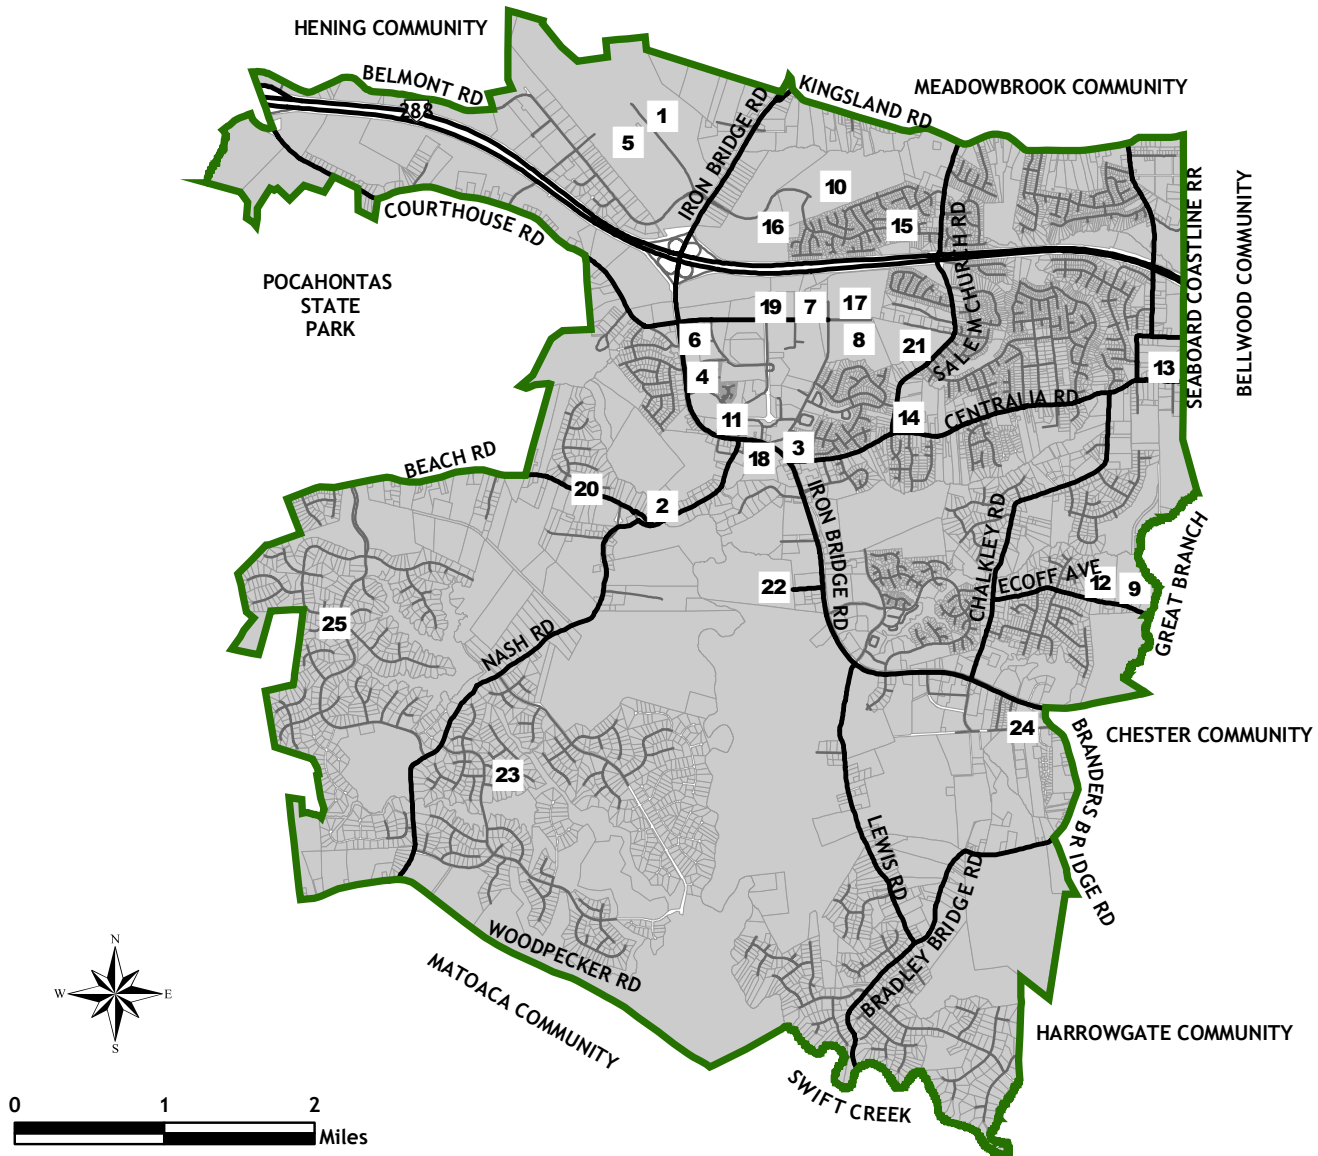 HENING COMMUNITY
BELMONT RD
288
KINGSLAND RD
MEADOWBROOK COMMUNITY
1
5
IRON BRIDGE RD
10
16
15
COURTHOUSE RD
SALEM CHURCH RD
SEABOARD COASTLINE RR
BELLWOOD COMMUNITY
POCAHONTAS
STATE
PARK
19
7
17
6
8
21
4
13
11
14
CENTRALIA RD
3
18
BEACH RD
20
2
IRON BRIDGE RD
CHALKLEY RD
GREAT BRANCH
22
ECOFF AVE
12
9
25
NASH RD
24
BRANDERS BRIDGE RD
CHESTER COMMUNITY
23
LEWIS RD
BRADLEY BRIDGE RD
WOODPECKER RD
MATOACA COMMUNITY
HARROWGATE COMMUNITY
SWIFT CREEK
N
W
E
S
0
1
2
Miles